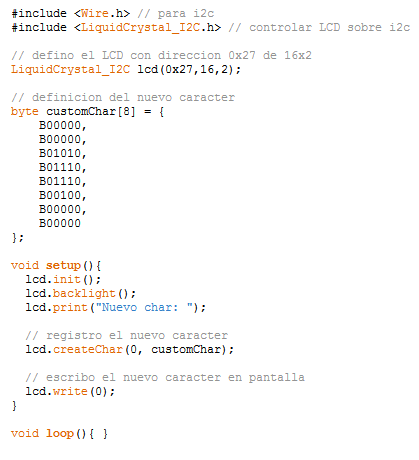 #include <Wire.h> // para i2c
#include <LiquidCrystal_I2C.h> // controlar LCD sobre i2c

// defino el LCD con direccion 0x27 de 16x2
LiquidCrystal_I2C lcd(0x27,16,2);

// definicion del nuevo caracter
byte customChar[8] = {
    B00000,
    B00000,
    B01010,
    B01110,
    B01110,
    B00100,
    B00000,
    B00000
};

void setup(){
  lcd.init();
  lcd.backlight();
  lcd.print("Nuevo char: ");

  // registro el nuevo caracter
  lcd.createChar(0, customChar);

  // escribo el nuevo caracter en pantalla
  lcd.write(0);
}

void loop(){ }